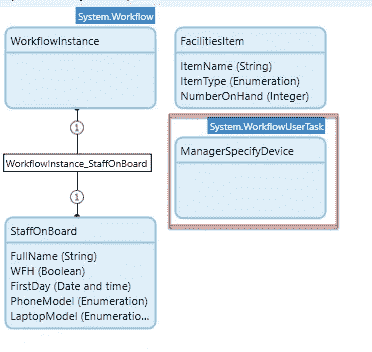 System.Workflow
WorkflowInstance
FacilitiesItem
ItemName (String)
ItemType (Enumeration)
NumberOnHand (Integer)
1
System.WorkflowUserTask
ManagerSpecifyDevice
WorkflowInstance_StaffOnBoard
1
StaffOnBoard
FullName (String)
WFH (Boolean)
FirstDay (Date and time)
PhoneModel (Enumeration)
LaptopModel (Enumeratio...